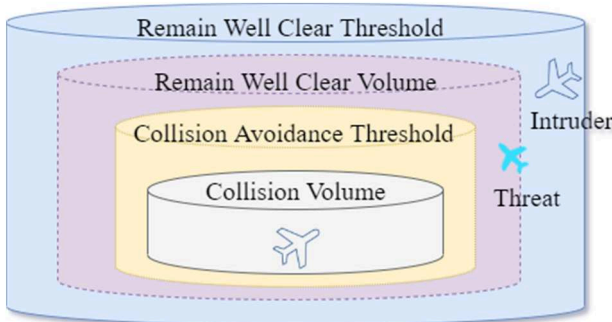 Remain Well Clear Threshold
Remain Well Clear Volume
Intruder
Collision Avoidance Threshold
Collision Volume
Threat